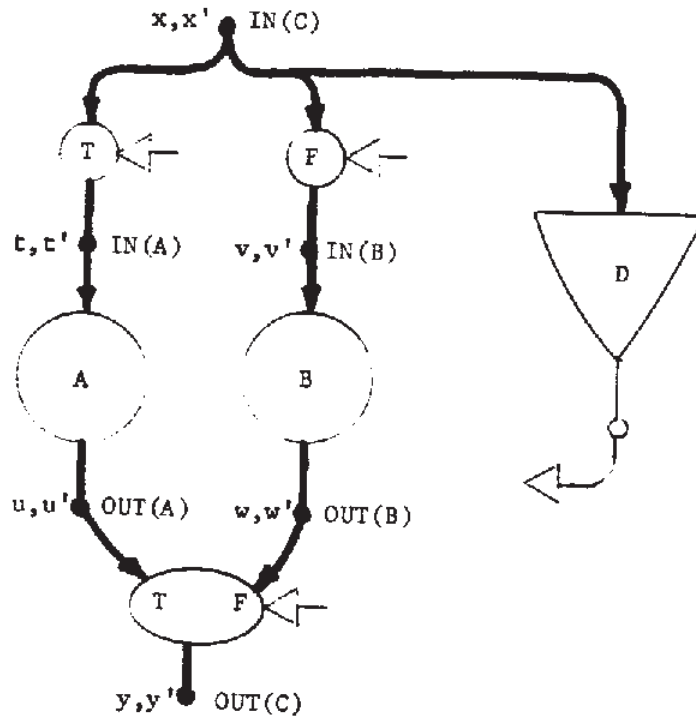 x,x' IN(C)
T F
t,t' IN(A) v,v' IN(B)
D
A B
u,u' OUT(A) w,w' OUT(B)
T F
y,y' OUT(C)